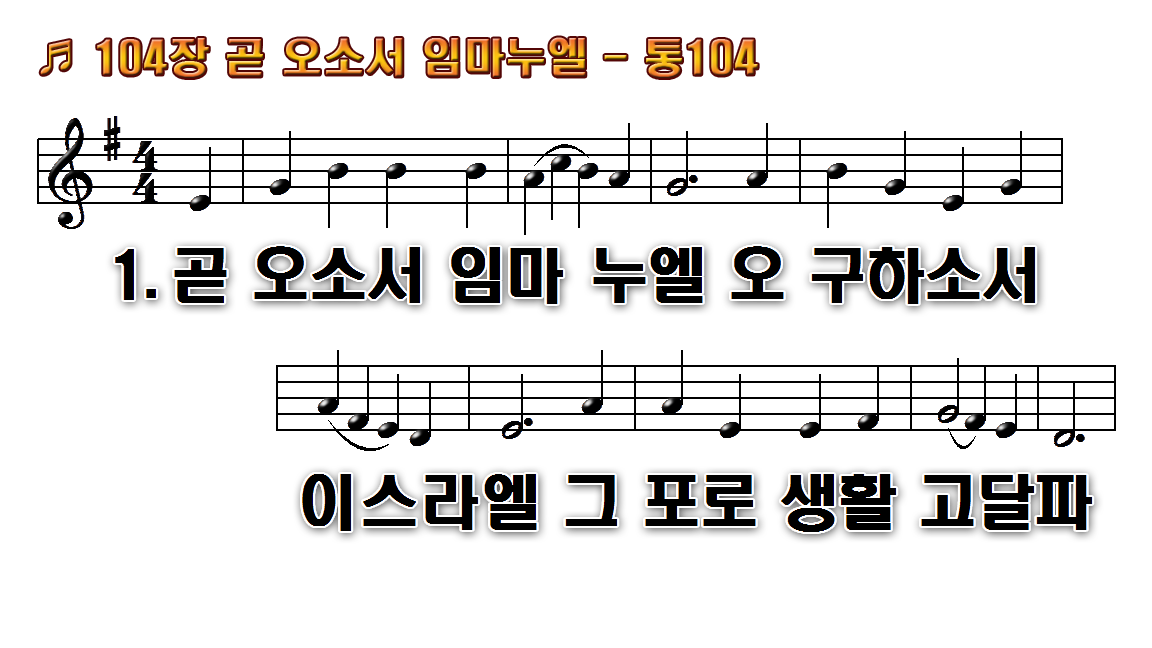 ♬ 104장 곧 오소서 임마누엘 - 통104
4
4
1. 곧 오소서 임마 누엘 오 구하소서
이스라엘 그 포로 생활 고달파